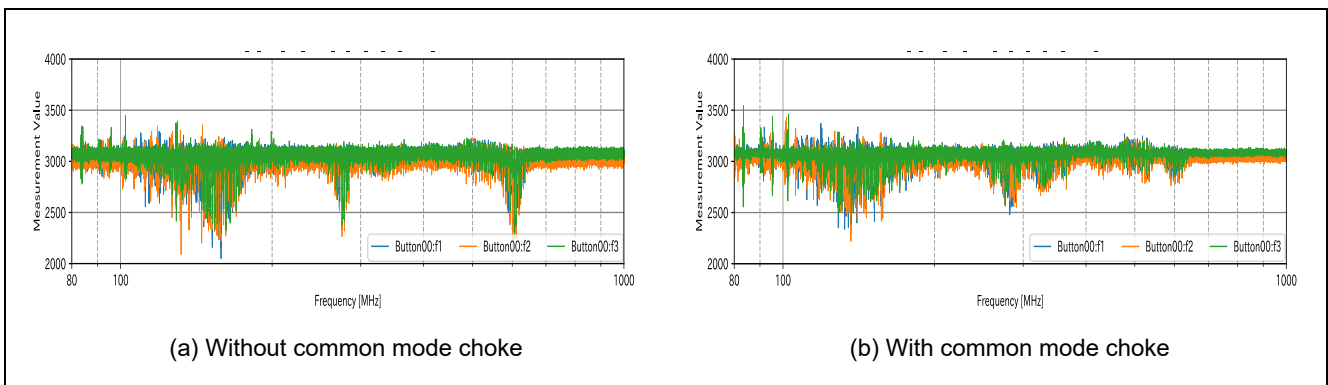 4000
3500
3000
2500
2000
Measurement Value
80
100
1000
Frequency [MHz]
Button00:f1 Button00:f2 Button00:f3
(a) Without common mode choke
4000
3500
3000
2500
2000
Measurement Value
80
100
1000
Frequency [MHz]
Button00:f1 Button00:f2 Button00:f3
(b) With common mode choke